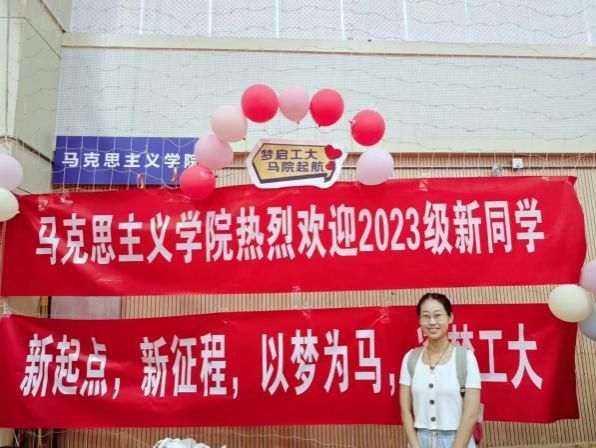 梦启工大
马院起航
马克思主义学院
马克思主义学院热烈欢迎2023级新同学
新起点,新征程,以梦为马,梦工大